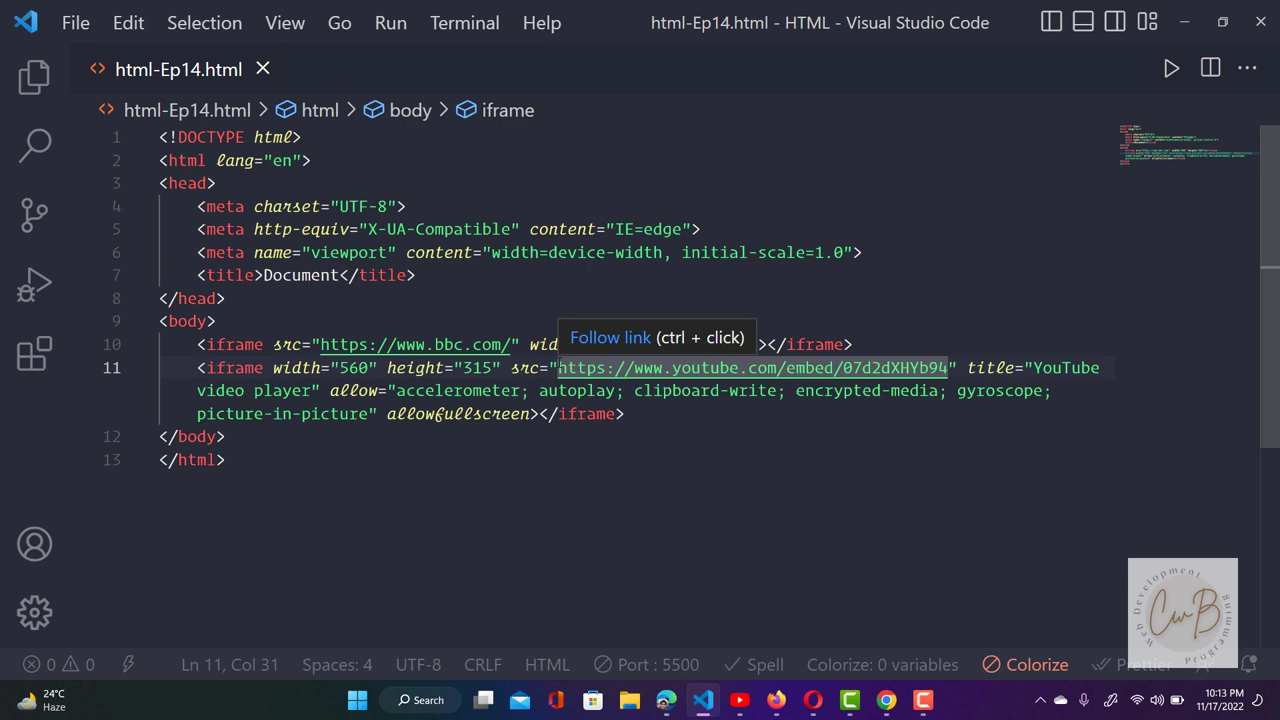 File Edit Selection View Go Run Terminal Help html-Ep14.html - HTML - Visual Studio Code
html-Ep14.html
html-Ep14.html > html > body > iframe
1 <!DOCTYPE html>
2 <html lang="en">
3 <head>
4 <meta charset="UTF-8">
5 <meta http-equiv="X-UA-Compatible" content="IE=edge">
6 <meta name="viewport" content="width=device-width, initial-scale=1.0">
7 <title>Document</title>
8 </head>
9 <body>
Follow link (ctrl + click)
10 <iframe src="https://www.bbc.com/" wid ></iframe>
11 <iframe width="560" height="315" src="https://www.youtube.com/embed/07d2dXHYb94" title="YouTube
video player" allow="accelerometer; autoplay; clipboard-write; encrypted-media; gyroscope;
picture-in-picture" allowfullscreen></iframe>
12 </body>
13 </html>
Web Development
CwB
Programming
0 0 Ln 11, Col 31 Spaces: 4 UTF-8 CRLF HTML Port : 5500 Spell Colorize: 0 variables Colorize Prettier
24°C
Haze
Search
10:13 PM
11/17/2022